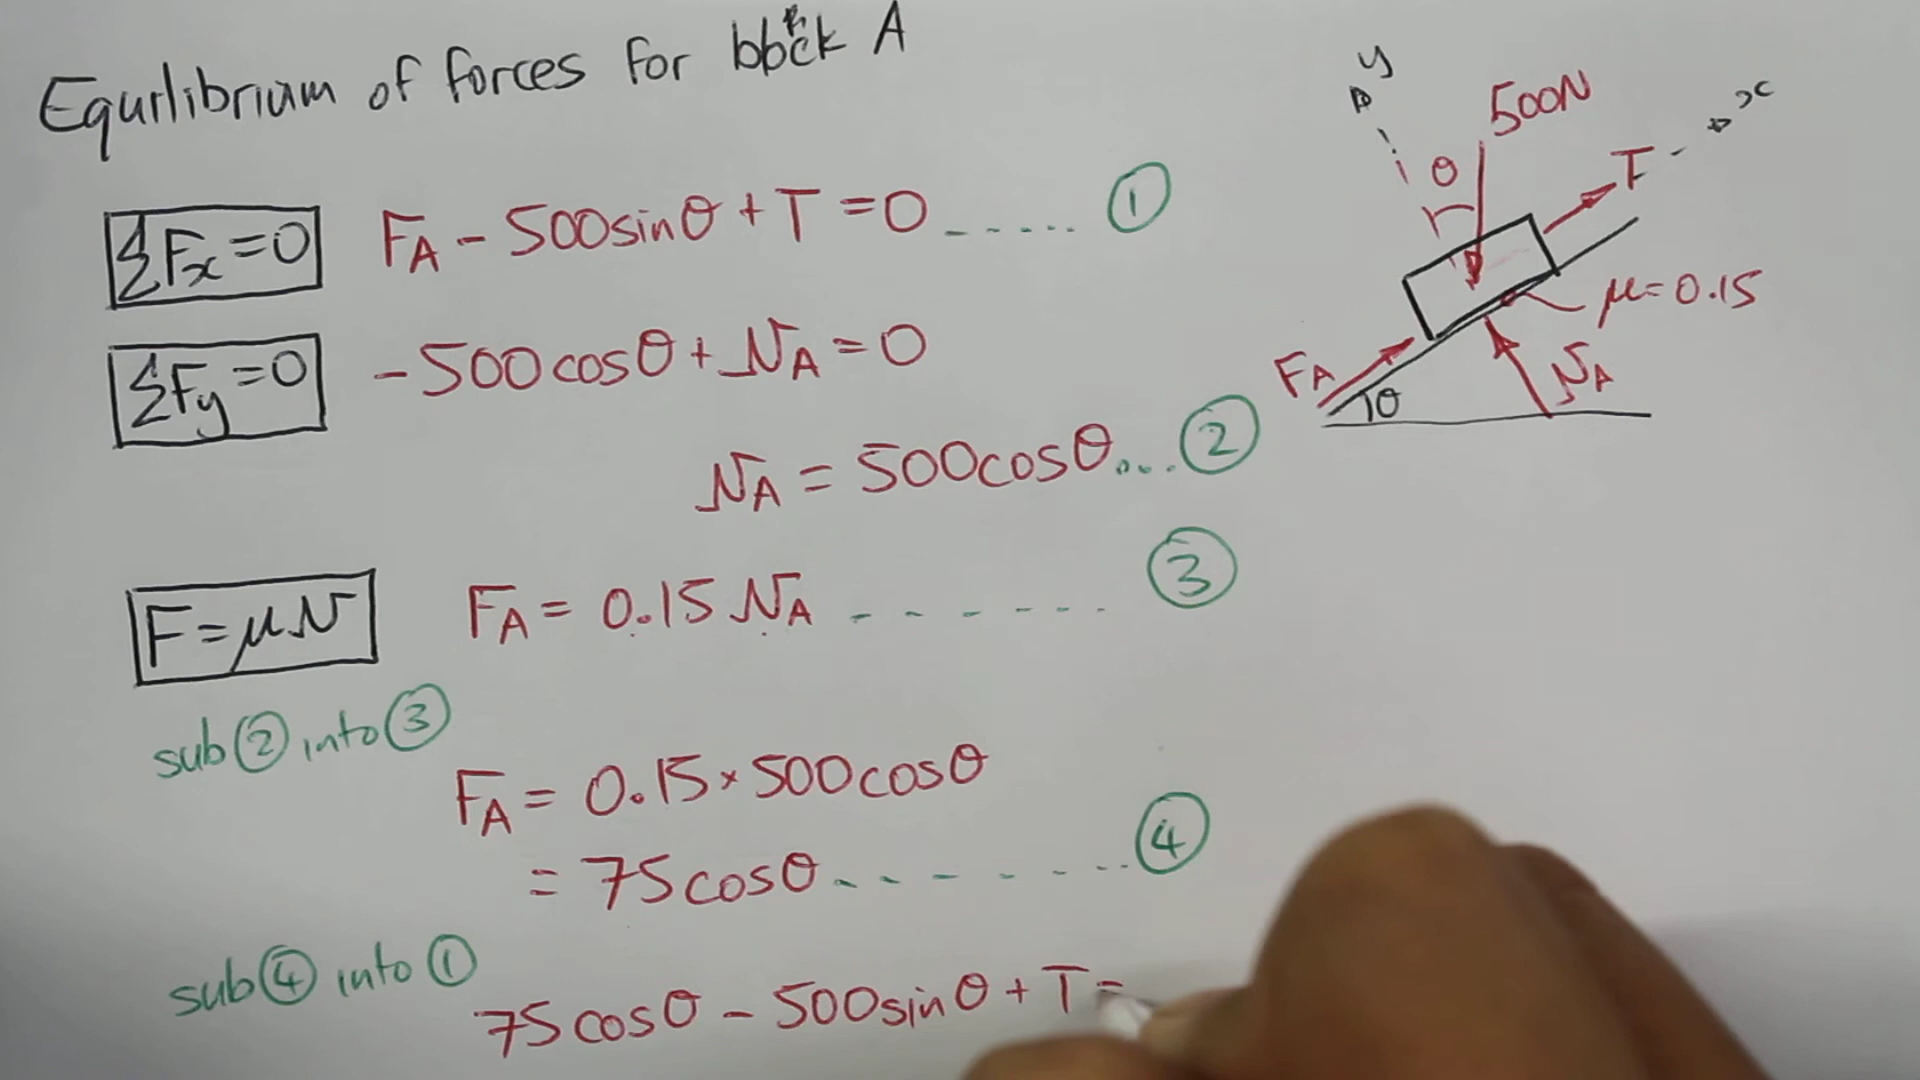 Equilibrium of forces for block A
ΣFx=0 FA - 500sinθ + T = 0 ...... ①
ΣFy=0 -500cosθ + NA = 0
NA = 500cosθ ... ②
F=μN FA = 0.15 NA - - - - - - ③
sub ② into ③
FA = 0.15 × 500cosθ
= 75cosθ - - - - - - - ④
sub ④ into ①
75cosθ - 500sinθ + T =
y
x
500N
θ
T
μ=0.15
FA
θ
NA